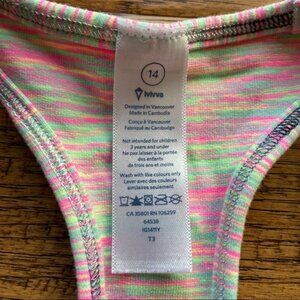 14
ivivva
Designed in Vancouver
Made in Cambodia
Conçu à Vancouver
Fabriqué au Cambodge
Not intended for children
3 years and under
Ne pas laisser à la portée
des enfants
de trois ans et moins
Wash with like colours only
Laver avec des couleurs
similaires seulement
CA 35801 RN 106259
64538
IG1411Y
T3